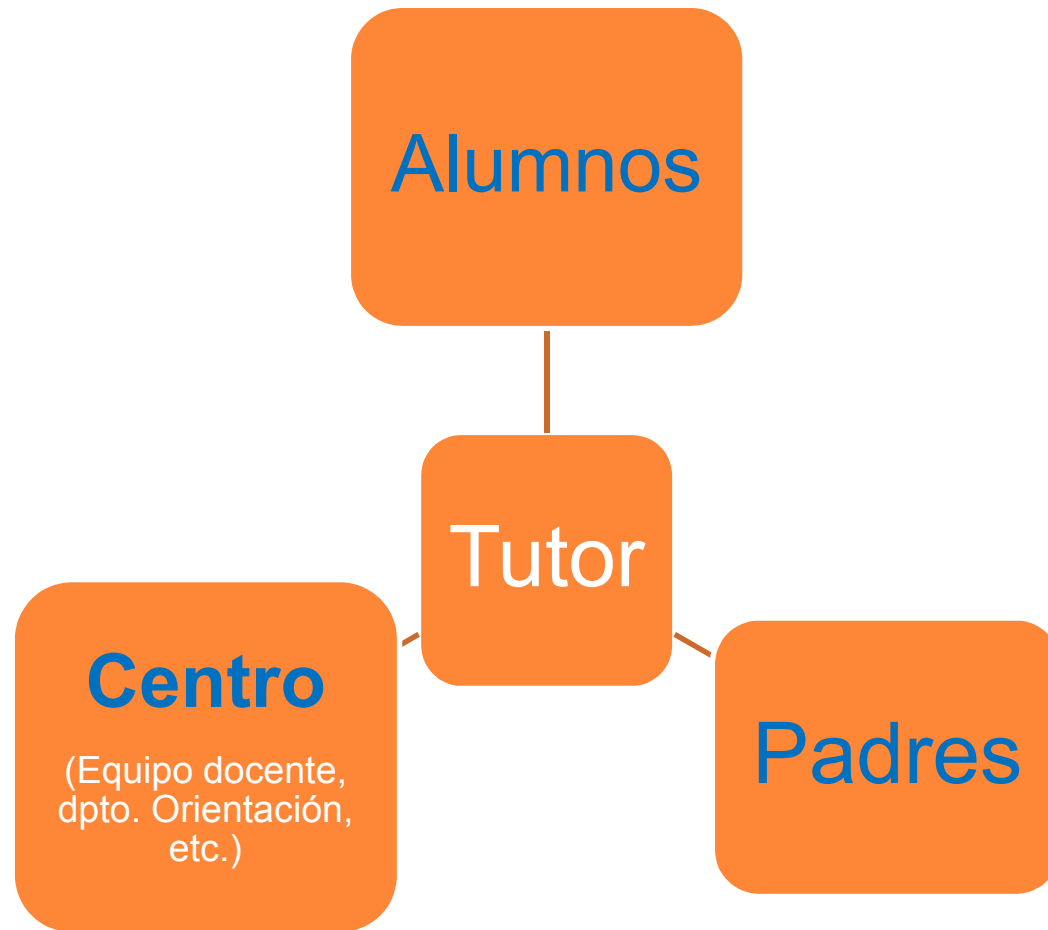 Alumnos
Tutor
Centro
(Equipo docente,
dpto. Orientación,
etc.)
Padres